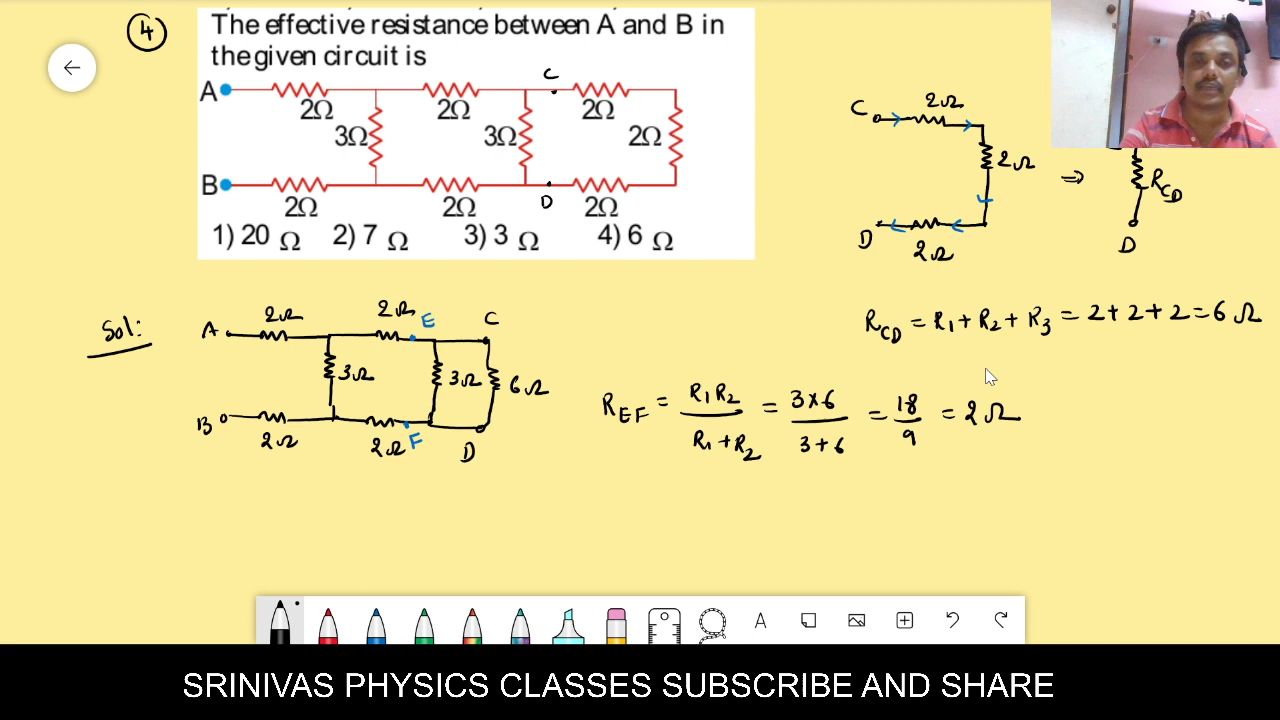 4
The effective resistance between A and B in
the given circuit is
A 2Ω 2Ω C 2Ω
3Ω 3Ω 2Ω
B 2Ω 2Ω D 2Ω
1) 20 Ω 2) 7 Ω 3) 3 Ω 4) 6 Ω
C 2Ω
2Ω ⇒ R_CD
D 2Ω D
R_CD = R₁ + R₂ + R₃ = 2 + 2 + 2 = 6 Ω
Sol:
A 2Ω 2Ω E C
3Ω 3Ω 6Ω
B 2Ω 2Ω F D
R_EF = R₁R₂ / R₁ + R₂ = 3×6 / 3+6 = 18 / 9 = 2 Ω
A
SRINIVAS PHYSICS CLASSES SUBSCRIBE AND SHARE